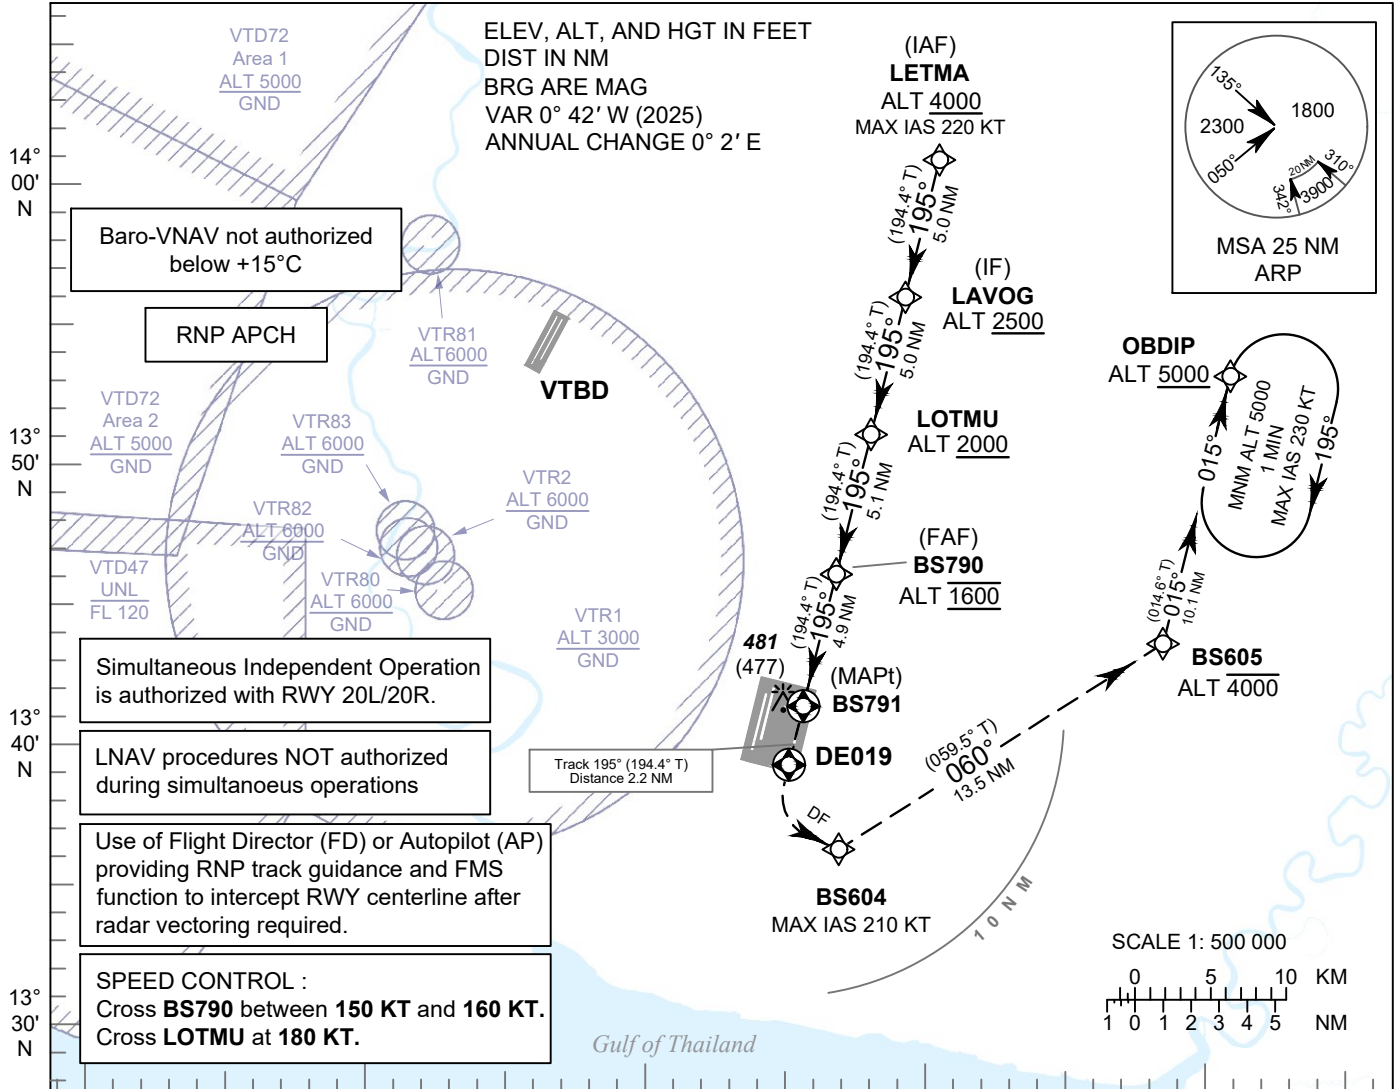 ELEV, ALT, AND HGT IN FEET
DIST IN NM
BRG ARE MAG
VAR 0° 42′ W (2025)
ANNUAL CHANGE 0° 2′ E
VTD72
Area 1
ALT 5000
GND
14°
00'
N
Baro-VNAV not authorized
below +15°C
RNP APCH
VTR81
ALT6000
GND
VTBD
VTD72
Area 2
ALT 5000
GND
13°
50'
N
VTR83
ALT 6000
GND
VTR2
ALT 6000
GND
VTR82
ALT 6000
GND
VTR80
ALT 6000
GND
VTD47
UNL
FL 120
VTR1
ALT 3000
GND
(IAF)
LETMA
ALT 4000
MAX IAS 220 KT
(194.4° T)
195°
5.0 NM
(IF)
LAVOG
ALT 2500
(194.4° T)
195°
5.0 NM
LOTMU
ALT 2000
(194.4° T)
195°
5.1 NM
(FAF)
BS790
ALT 1600
(194.4° T)
195°
4.9 NM
481
(477)
(MAPt)
BS791
DE019
Track 195° (194.4° T)
Distance 2.2 NM
DF
BS604
MAX IAS 210 KT
(059.5° T)
060°
13.5 NM
10 NM
BS605
ALT 4000
(014.6° T)
015°
10.1 NM
OBDIP
ALT 5000
015°
MNM ALT 5000
1 MIN
MAX IAS 230 KT
195°
135°
2300
1800
050°
20 NM
310°
342°
3900
MSA 25 NM
ARP
Simultaneous Independent Operation
is authorized with RWY 20L/20R.
13°
40'
N
LNAV procedures NOT authorized
during simultanoeus operations
Use of Flight Director (FD) or Autopilot (AP)
providing RNP track guidance and FMS
function to intercept RWY centerline after
radar vectoring required.
SPEED CONTROL :
Cross BS790 between 150 KT and 160 KT.
Cross LOTMU at 180 KT.
13°
30'
N
Gulf of Thailand
SCALE 1: 500 000
0 5 10 KM
1 0 1 2 3 4 5 NM